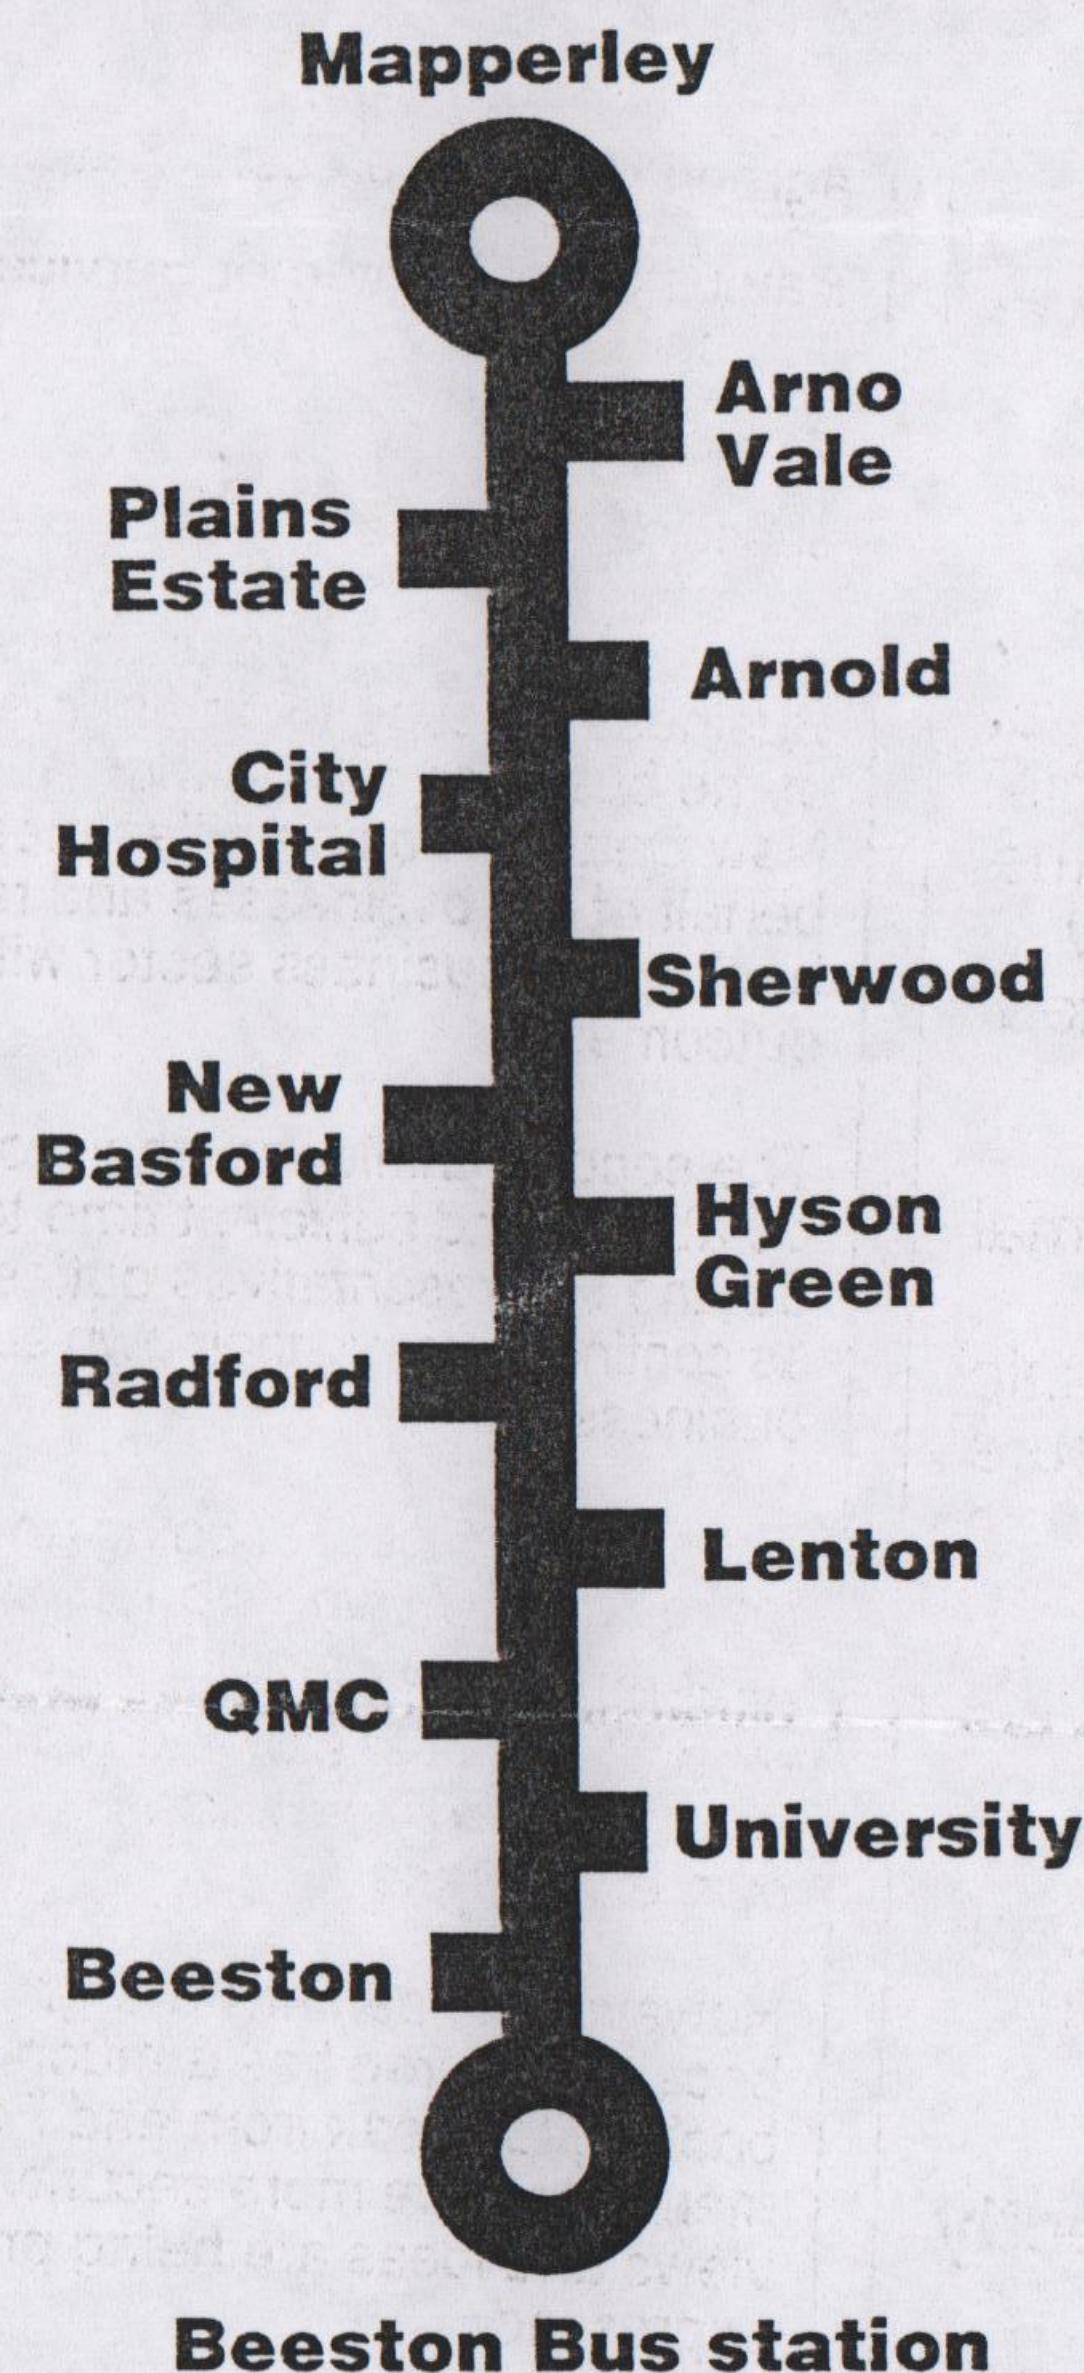 Mapperley
Arno
Vale
Plains
Estate
Arnold
City
Hospital
Sherwood
New
Basford
Hyson
Green
Radford
Lenton
QMC
University
Beeston
Beeston Bus station